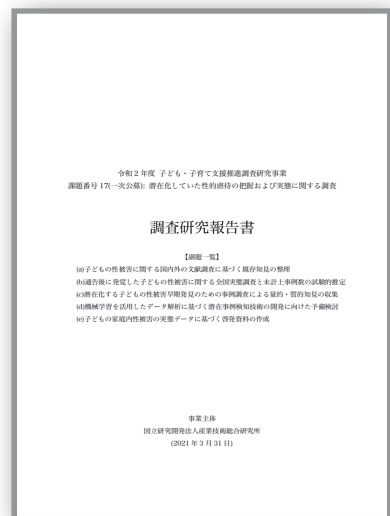 令和２年度 子ども・子育て支援推進調査研究事業
課題番号 17(一次公募): 潜在化していた性的虐待の把握および実態に関する調査
調査研究報告書
【副題一覧】
(a)子どもの性被害に関する国内外の文献調査に基づく既存知見の整理
(b)通告後に発覚した子どもの性被害に関する全国実態調査と未計上事例数の試験的推定
(c)潜在化する子どもの性被害早期発見のための事例調査による量的・質的知見の収集
(d)機械学習を活用したデータ解析に基づく潜在事例検知技術の開発に向けた予備検討
(e)子どもの家庭内性被害の実態データに基づく啓発資料の作成
事業主体
国立研究開発法人産業技術総合研究所
(2021 年 3 月 31 日)